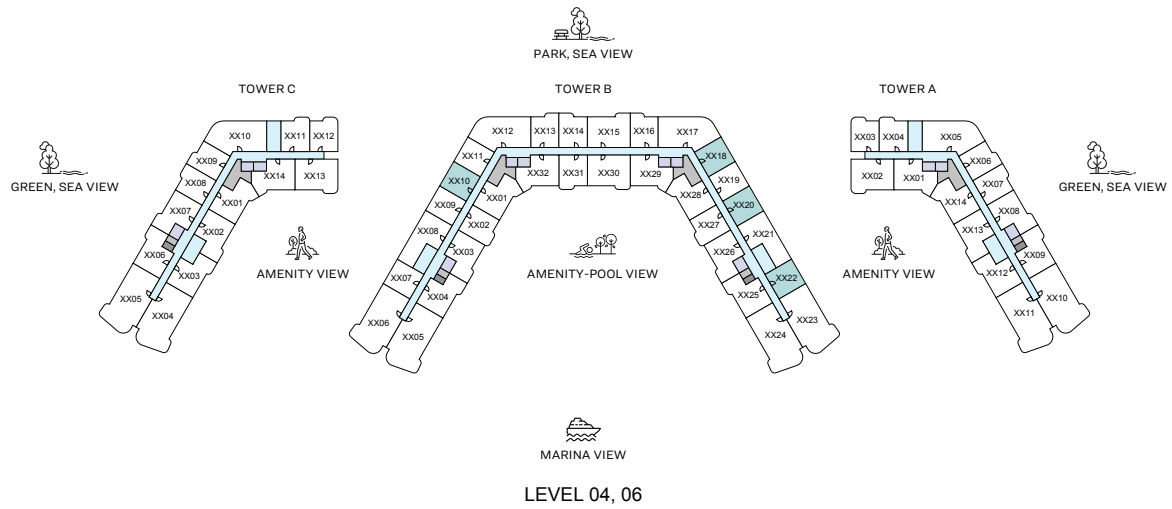 PARK, SEA VIEW
TOWER C
TOWER B
TOWER A
GREEN, SEA VIEW
GREEN, SEA VIEW
XX10
XX11
XX12
XX09
XX14
XX13
XX08
XX01
XX07
XX02
XX06
XX03
XX05
XX04
XX12
XX13
XX14
XX15
XX16
XX17
XX11
XX32
XX31
XX30
XX29
XX18
XX10
XX01
XX28
XX19
XX09
XX02
XX27
XX20
XX08
XX03
XX26
XX21
XX07
XX04
XX25
XX22
XX06
XX05
XX24
XX23
XX03
XX04
XX05
XX02
XX01
XX06
XX14
XX07
XX13
XX08
XX12
XX09
XX11
XX10
AMENITY VIEW
AMENITY-POOL VIEW
AMENITY VIEW
MARINA VIEW
LEVEL 04, 06